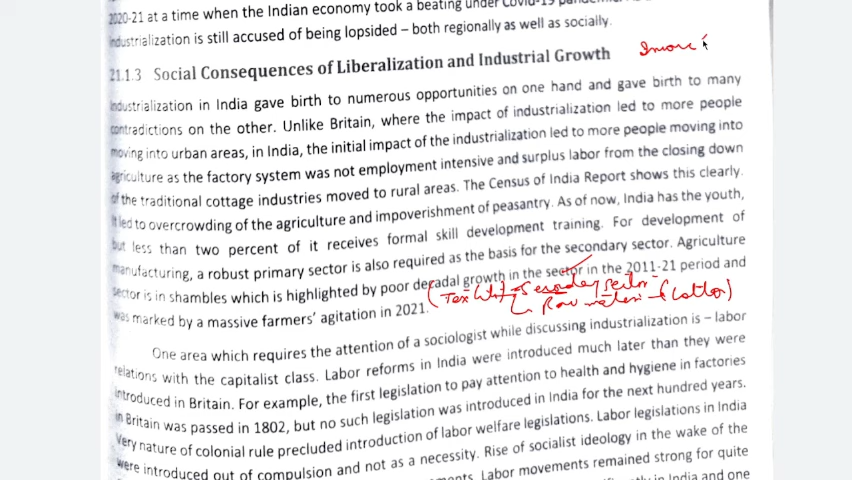 2020-21 at a time when the Indian economy took a beating under Covid-19
industrialization is still accused of being lopsided – both regionally as well as socially.
21.1.3 Social Consequences of Liberalization and Industrial Growth
Industrialization in India gave birth to numerous opportunities on one hand and gave birth to many
contradictions on the other. Unlike Britain, where the impact of industrialization led to more people
moving into urban areas, in India, the initial impact of the industrialization led to more people moving into
agriculture as the factory system was not employment intensive and surplus labor from the closing down
of the traditional cottage industries moved to rural areas. The Census of India Report shows this clearly.
It led to overcrowding of the agriculture and impoverishment of peasantry. As of now, India has the youth,
but less than two percent of it receives formal skill development training. For development of
manufacturing, a robust primary sector is also required as the basis for the secondary sector. Agriculture
sector is in shambles which is highlighted by poor decadal growth in the sector in the 2011-21 period and
was marked by a massive farmers' agitation in 2021.
Secondary sector
Raw material (Cotton)
One area which requires the attention of a sociologist while discussing industrialization is – labor
relations with the capitalist class. Labor reforms in India were introduced much later than they were
introduced in Britain. For example, the first legislation to pay attention to health and hygiene in factories
in Britain was passed in 1802, but no such legislation was introduced in India for the next hundred years.
Very nature of colonial rule precluded introduction of labor welfare legislations. Labor legislations in India
were introduced out of compulsion and not as a necessity. Rise of socialist ideology in the wake of the
Labor movements remained strong for quite
in India and one